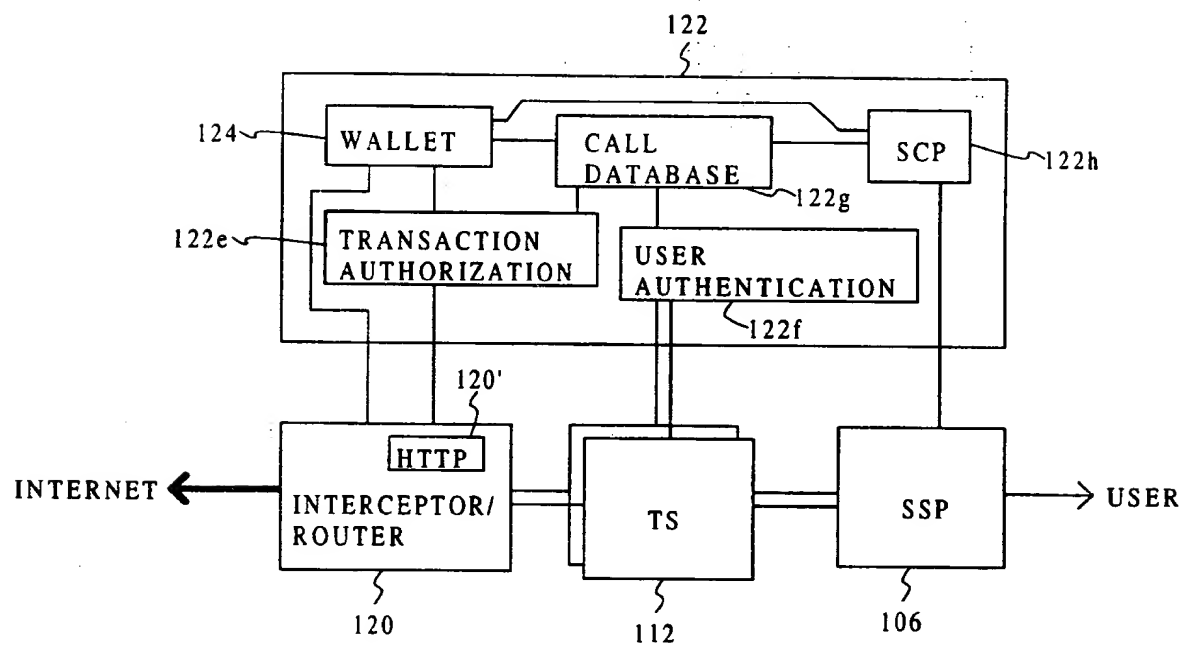 122
124
WALLET
CALL
DATABASE
SCP
122h
122g
122e
TRANSACTION
AUTHORIZATION
USER
AUTHENTICATION
122f
120'
HTTP
INTERNET
INTERCEPTOR/
ROUTER
TS
SSP
USER
120
112
106